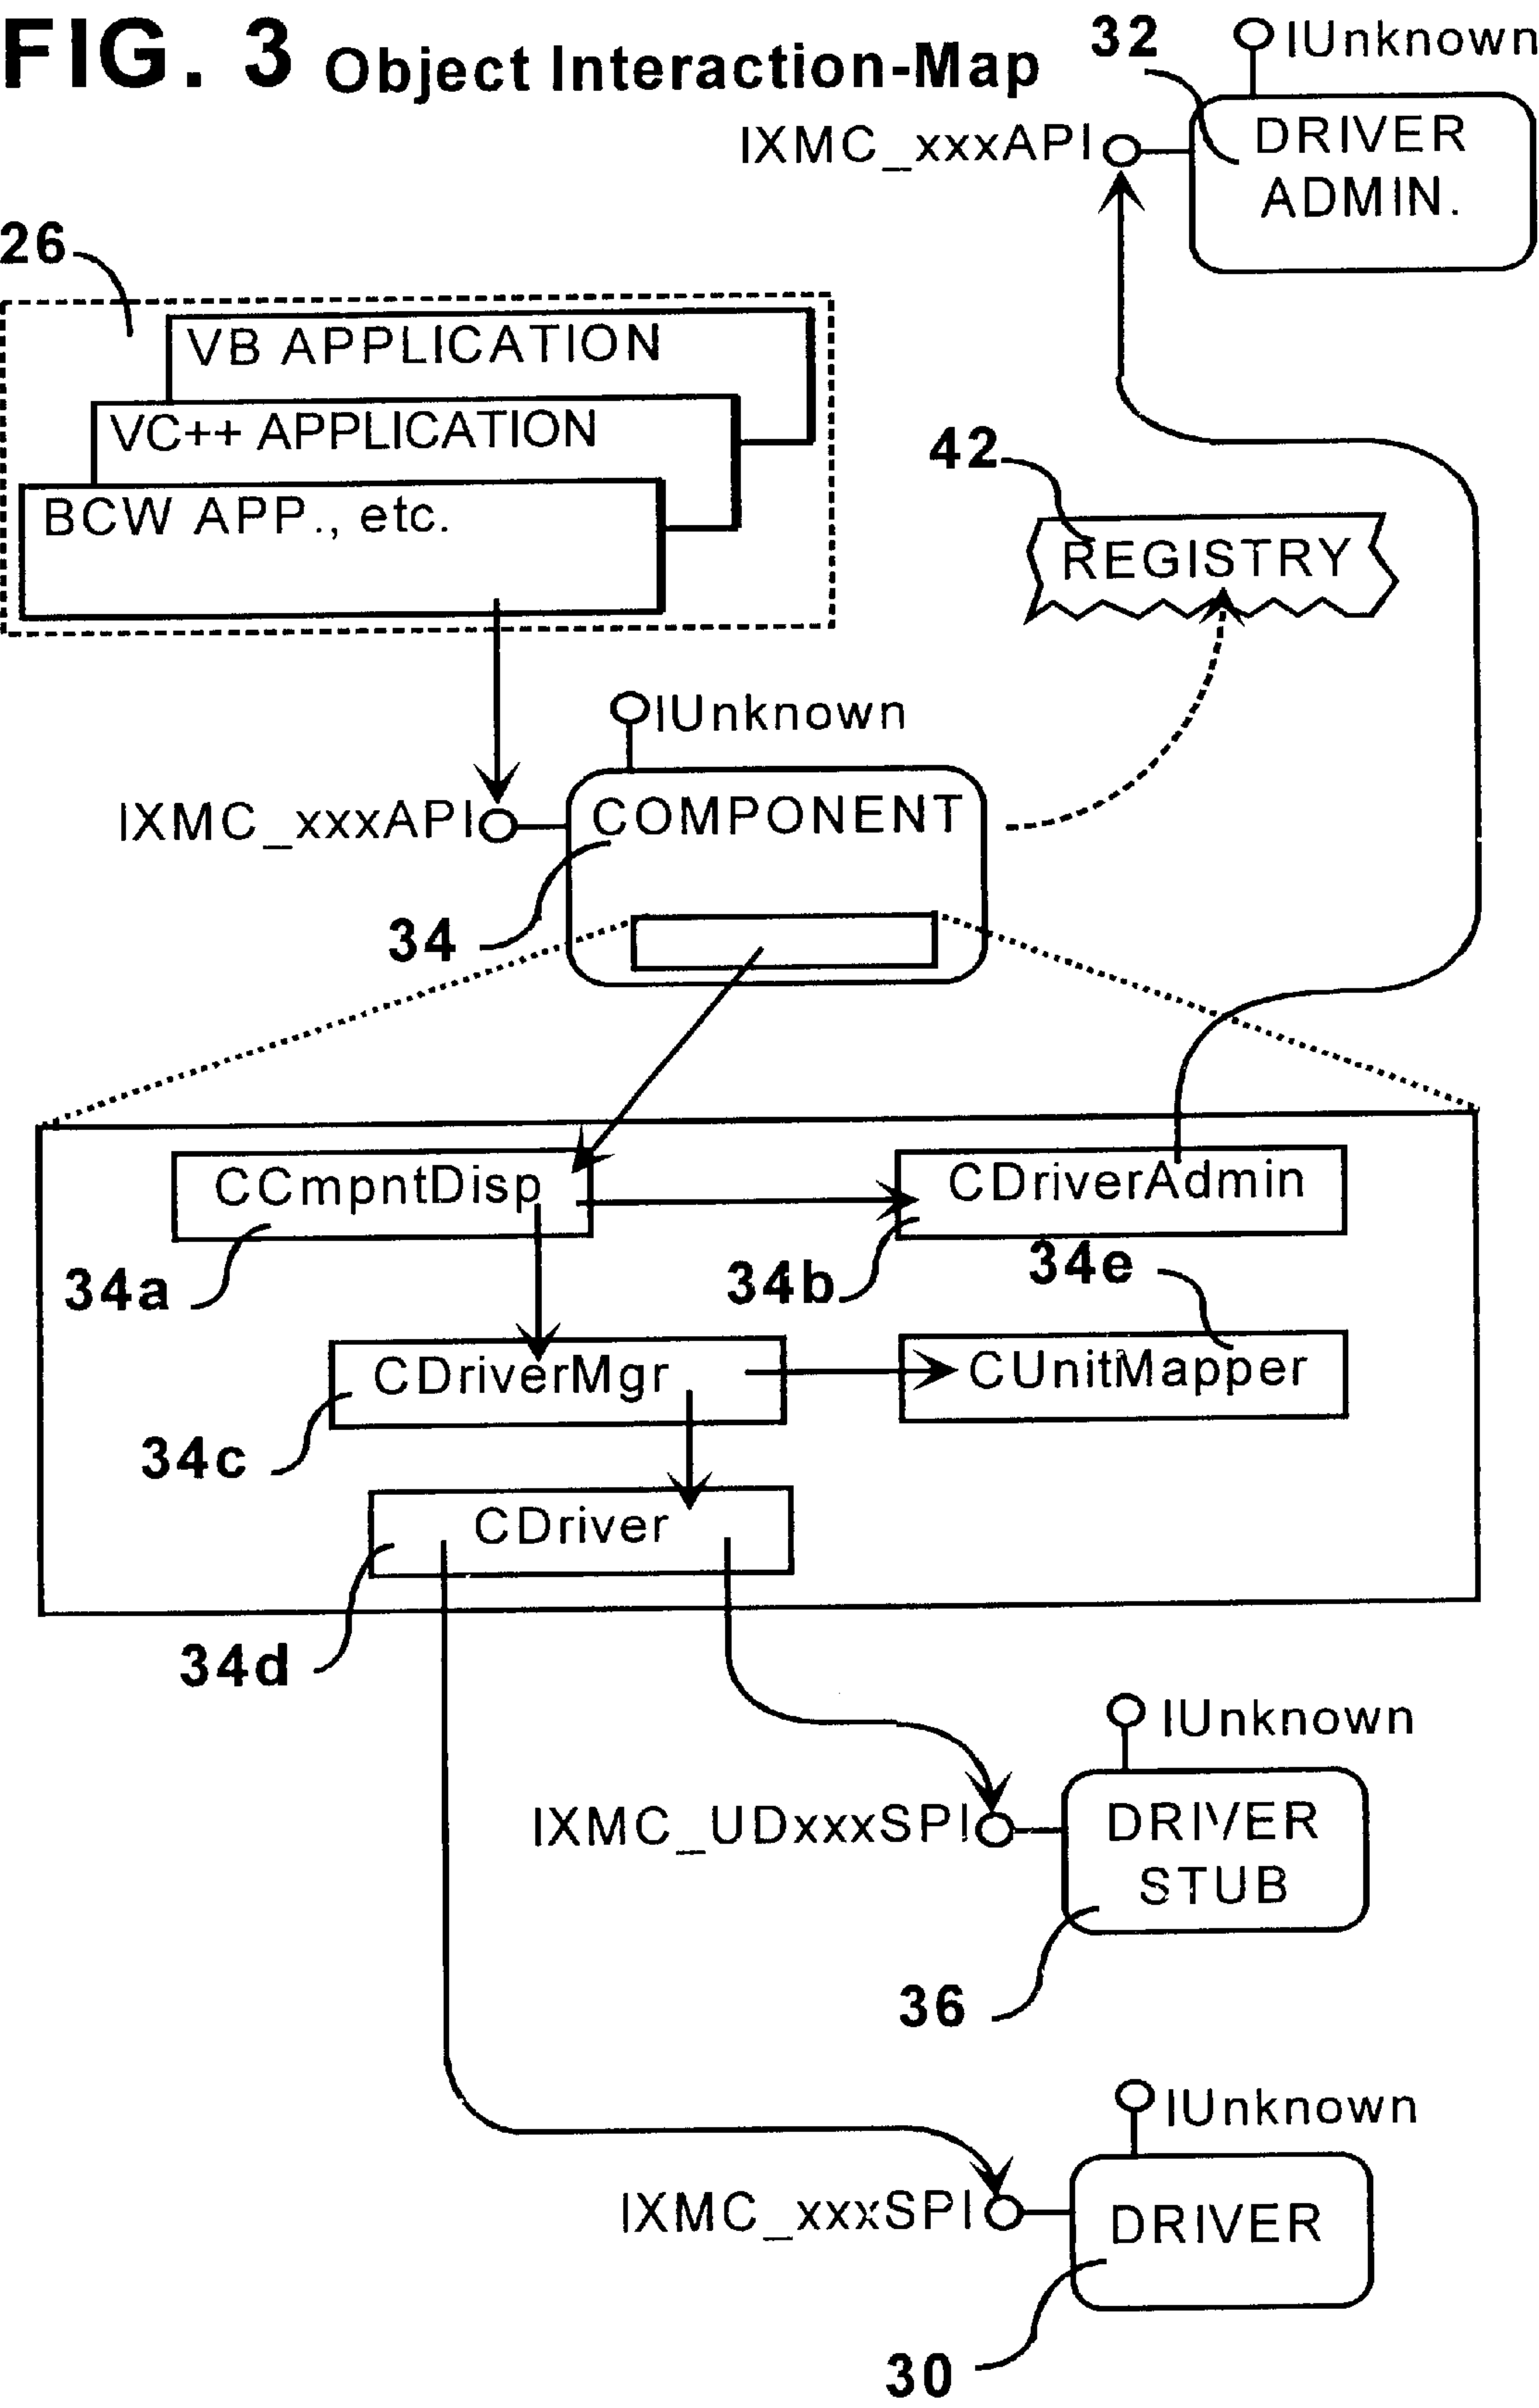 FIG. 3 Object Interaction-Map
32
IUnknown
IXMC_xxxAPI
DRIVER
ADMIN.
26
VB APPLICATION
VC++ APPLICATION
BCW APP., etc.
42
REGISTRY
IUnknown
IXMC_xxxAPI
COMPONENT
34
CCmpntDisp
CDriverAdmin
34a
34b
34e
CDriverMgr
CUnitMapper
34c
CDriver
34d
IUnknown
IXMC_UDxxxSPI
DRIVER
STUB
36
IUnknown
IXMC_xxxSPI
DRIVER
30